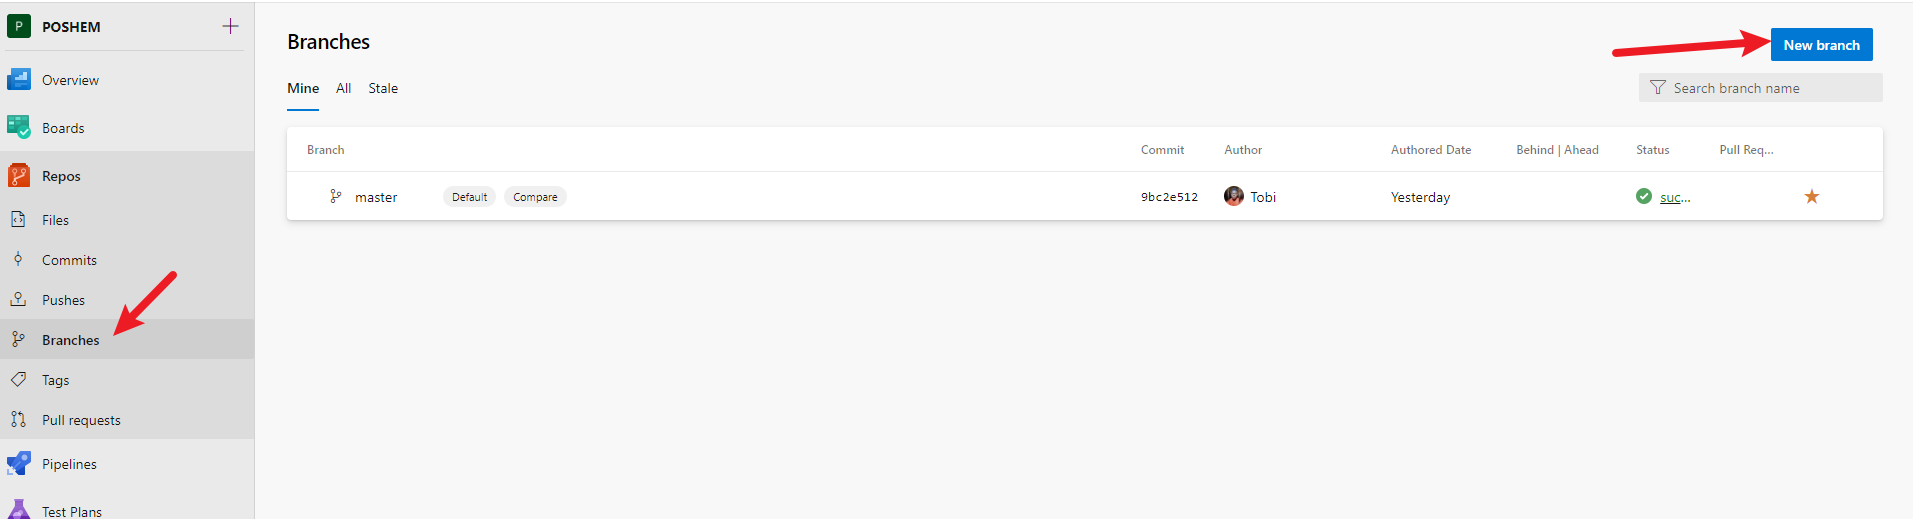 P POSHEM
Overview
Boards
Repos
Files
Commits
Pushes
Branches
Tags
Pull requests
Pipelines
Test Plans
Branches
New branch
Mine All Stale
Search branch name
Branch Commit Author Authored Date Behind | Ahead Status Pull Req...
master Default Compare 9bc2e512 Tobi Yesterday suc...